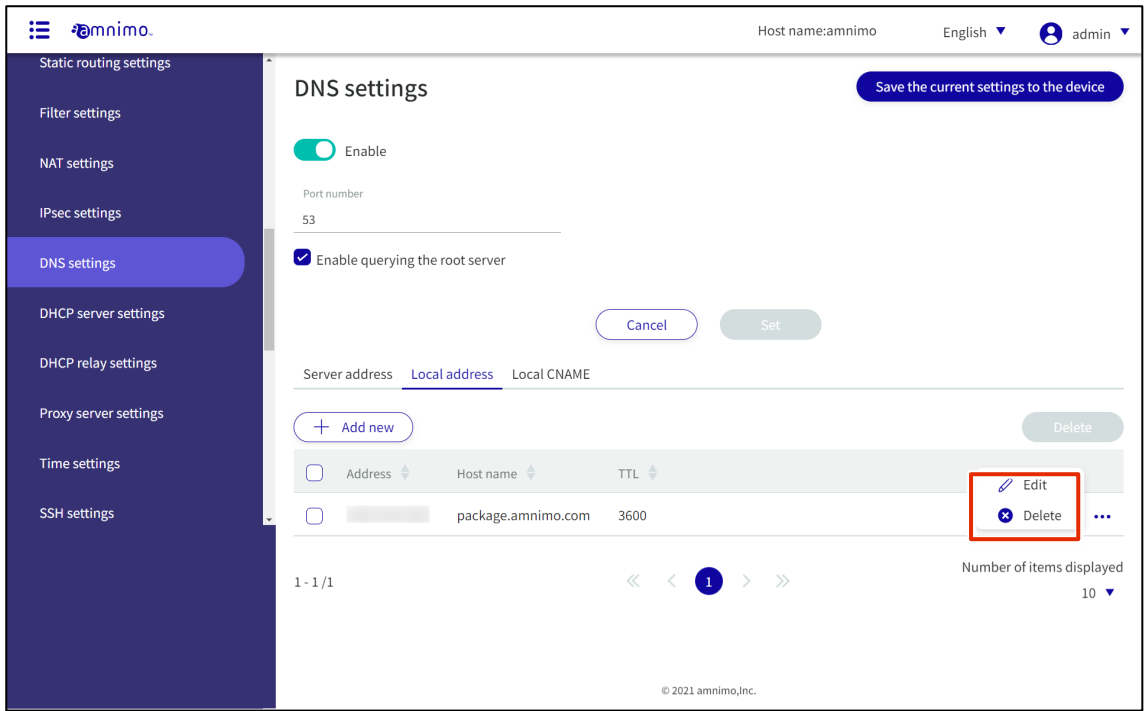 amnimo
Host name:amnimo
English
admin
Static routing settings
Filter settings
NAT settings
IPsec settings
DNS settings
DHCP server settings
DHCP relay settings
Proxy server settings
Time settings
SSH settings
DNS settings
Save the current settings to the device
Enable
Port number
53
Enable querying the root server
Cancel
Set
Server address Local address Local CNAME
+ Add new
Delete
Address Host name TTL
Edit
package.amnimo.com 3600
Delete
1 - 1 /1
1
Number of items displayed
10
© 2021 amnimo,Inc.